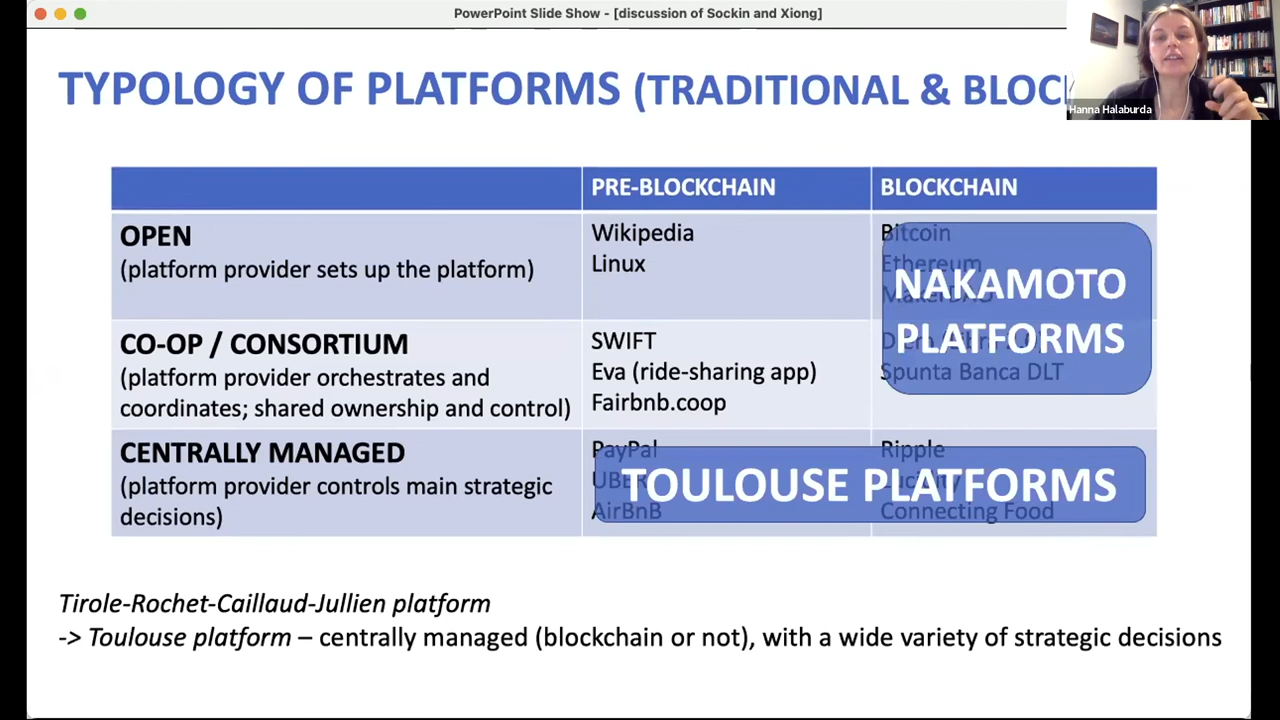 PowerPoint Slide Show - [discussion of Sockin and Xiong]
TYPOLOGY OF PLATFORMS (TRADITIONAL & BLOC
Hanna Halaburda
PRE-BLOCKCHAIN
BLOCKCHAIN
OPEN
(platform provider sets up the platform)
Wikipedia
Linux
Bitcoin
Ethereum
MakerDAO
NAKAMOTO
PLATFORMS
CO-OP / CONSORTIUM
(platform provider orchestrates and
coordinates; shared ownership and control)
SWIFT
Eva (ride-sharing app)
Fairbnb.coop
Spunta Banca DLT
CENTRALLY MANAGED
(platform provider controls main strategic
decisions)
PayPal
UBER
AirBnB
Ripple
Connecting Food
TOULOUSE PLATFORMS
Tirole-Rochet-Caillaud-Jullien platform
-> Toulouse platform – centrally managed (blockchain or not), with a wide variety of strategic decisions